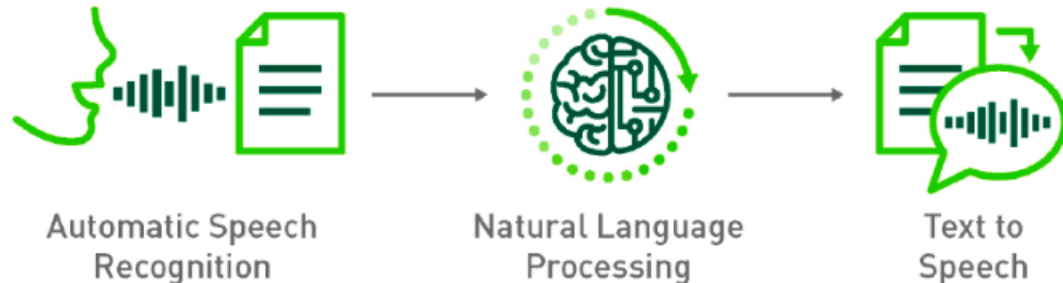 Automatic Speech
Recognition
Natural Language
Processing
Text to
Speech